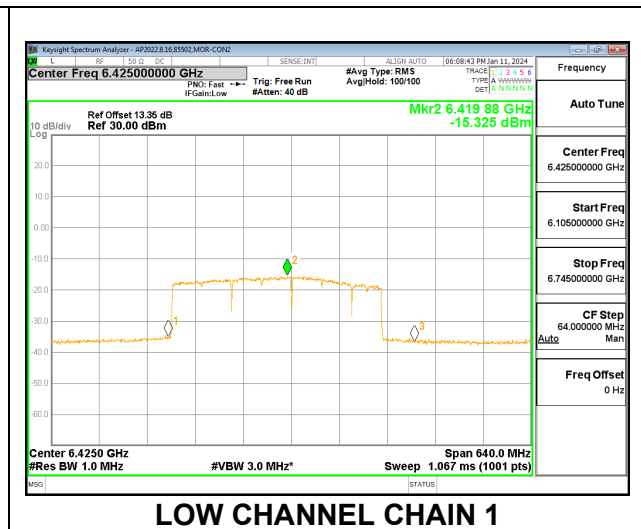 Keysight Spectrum Analyzer - AP2022.8.16,85502,MOR-CON2
L RF 50 Ω DC SENSE:INT ALIGN AUTO 06:08:43 PM Jan 11, 2024
Center Freq 6.425000000 GHz
PNO: Fast
IFGain:Low
Trig: Free Run
#Atten: 40 dB
#Avg Type: RMS
Avg|Hold: 100/100
TRACE 1 2 3 4 5 6
TYPE A WWWWW
DET A N N N N N
Frequency
Ref Offset 13.35 dB
10 dB/div Ref 30.00 dBm
Log
Mkr2 6.419 88 GHz
-15.325 dBm
20.0
10.0
0.00
-10.0
-20.0
-30.0
-40.0
-50.0
-60.0
1
2
3
Center 6.4250 GHz Span 640.0 MHz
#Res BW 1.0 MHz #VBW 3.0 MHz* Sweep 1.067 ms (1001 pts)
MSG STATUS
Auto Tune
Center Freq
6.425000000 GHz
Start Freq
6.105000000 GHz
Stop Freq
6.745000000 GHz
CF Step
64.000000 MHz
Auto Man
Freq Offset
0 Hz
LOW CHANNEL CHAIN 1